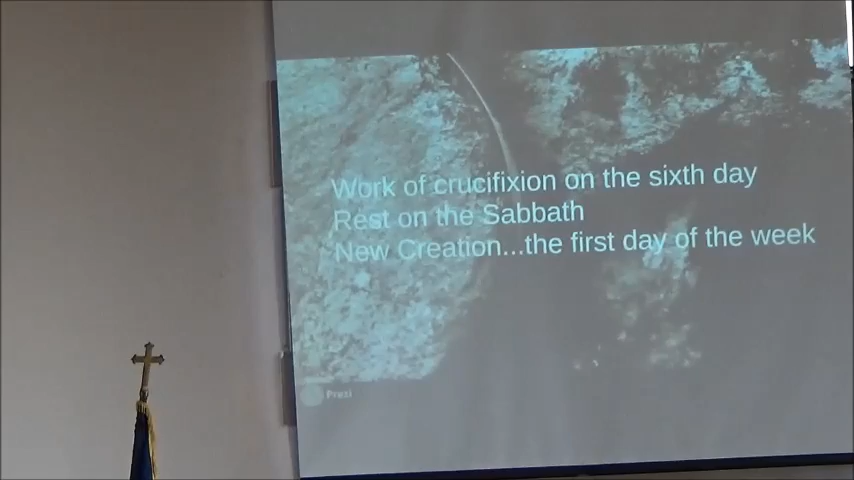 Work of crucifixion on the sixth day
Rest on the Sabbath
New Creation...the first day of the week
Prezi